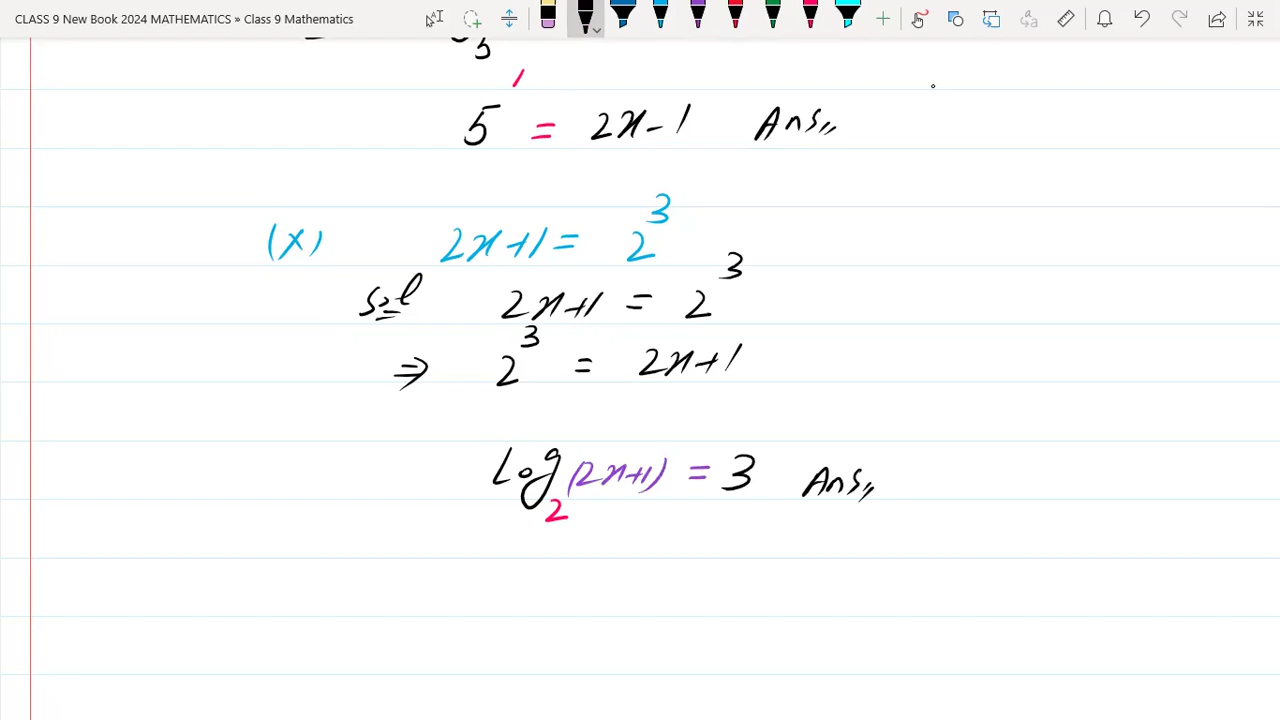 CLASS 9 New Book 2024 MATHEMATICS » Class 9 Mathematics
5¹ = 2x-1 Ans,,
(X) 2x+1 = 2³
Sol 2x+1 = 2³
⇒ 2³ = 2x+1
Log₂(2x+1) = 3 Ans,,